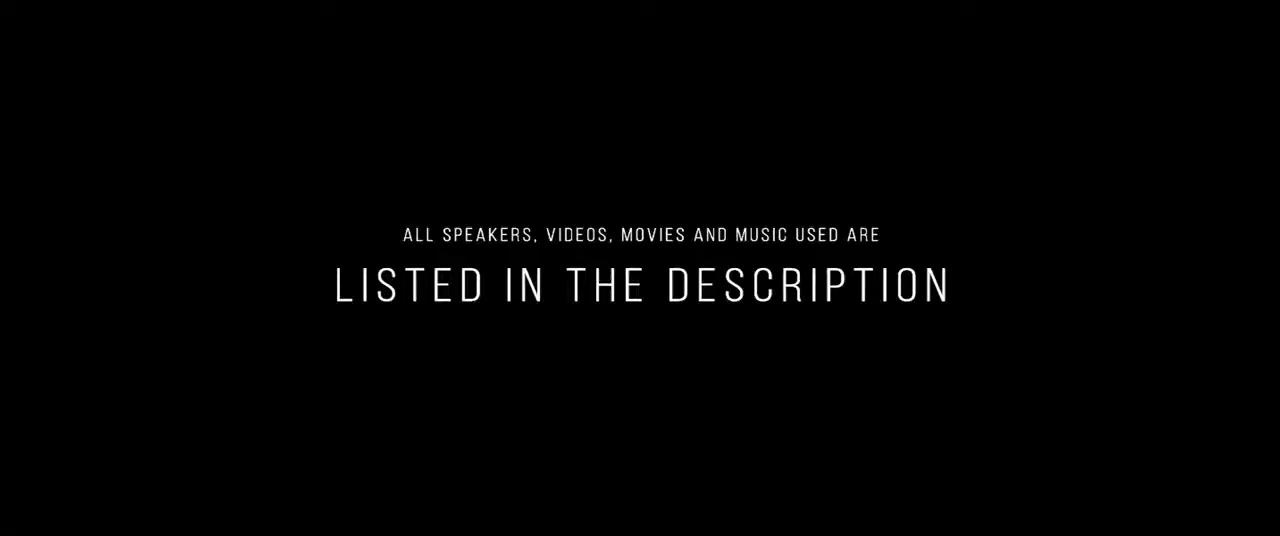 ALL SPEAKERS, VIDEOS, MOVIES AND MUSIC USED ARE
LISTED IN THE DESCRIPTION